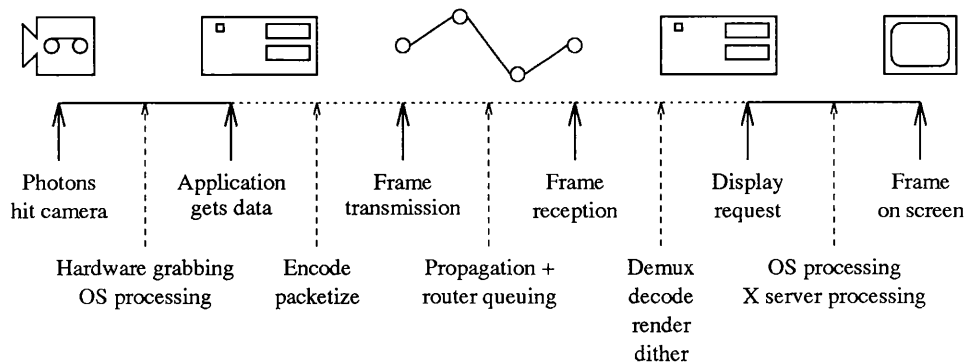 Photons
hit camera
Application
gets data
Frame
transmission
Frame
reception
Display
request
Frame
on screen
Hardware grabbing
OS processing
Encode
packetize
Propagation +
router queuing
Demux
decode
render
dither
OS processing
X server processing